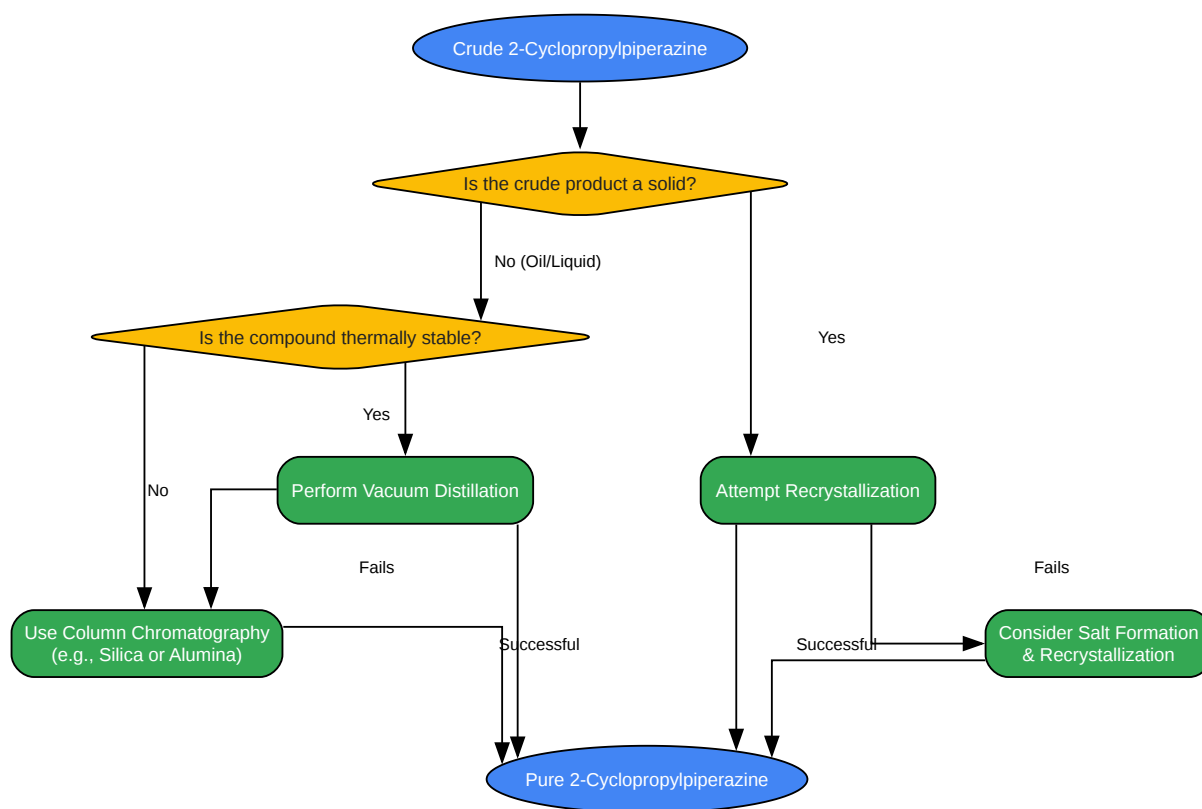 Crude 2-Cyclopropylpiperazine
Is the crude product a solid?
No (Oil/Liquid)
Is the compound thermally stable?
Yes
Yes
No
Perform Vacuum Distillation
Attempt Recrystallization
Fails
Fails
Use Column Chromatography
(e.g., Silica or Alumina)
Successful
Successful
Consider Salt Formation
& Recrystallization
Pure 2-Cyclopropylpiperazine